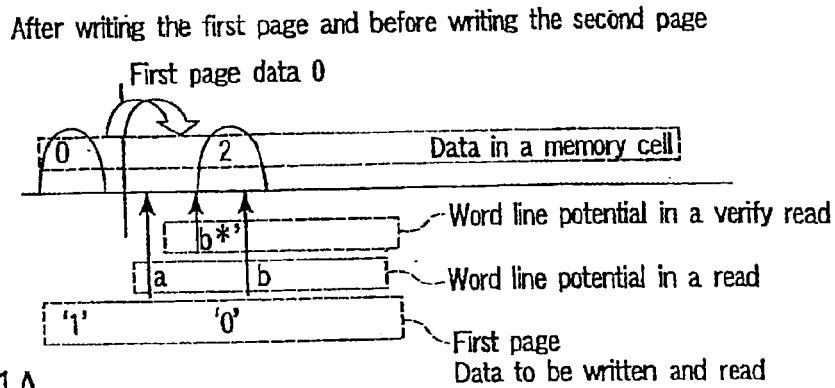 After writing the first page and before writing the second page
First page data 0
0 2 Data in a memory cell
b*' Word line potential in a verify read
a b Word line potential in a read
'1' '0' First page
Data to be written and read